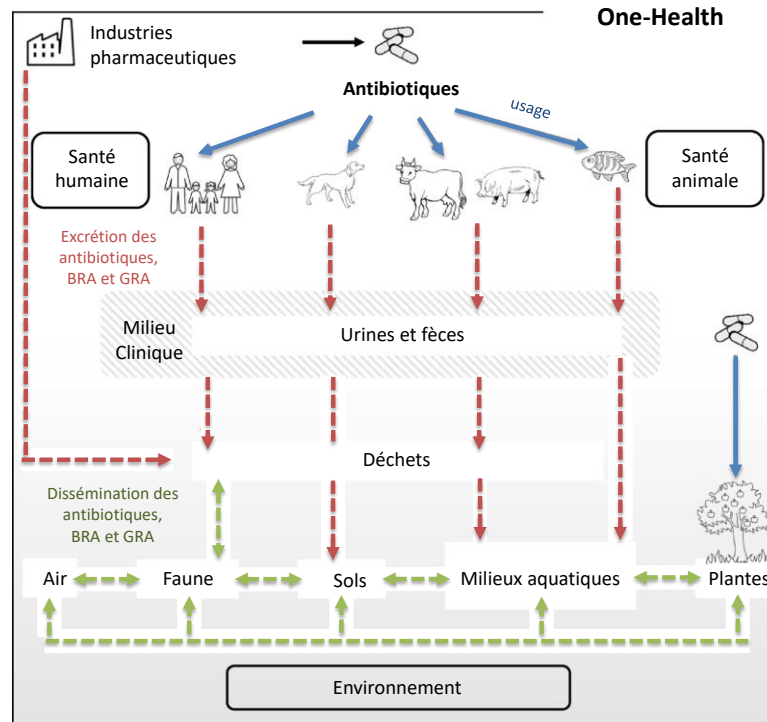 One-Health
Industries
pharmaceutiques
Antibiotiques
usage
Santé
humaine
Santé
animale
Excrétion des
antibiotiques,
BRA et GRA
Milieu
Clinique
Urines et fèces
Déchets
Dissémination des
antibiotiques,
BRA et GRA
Air
Faune
Sols
Milieux aquatiques
Plantes
Environnement